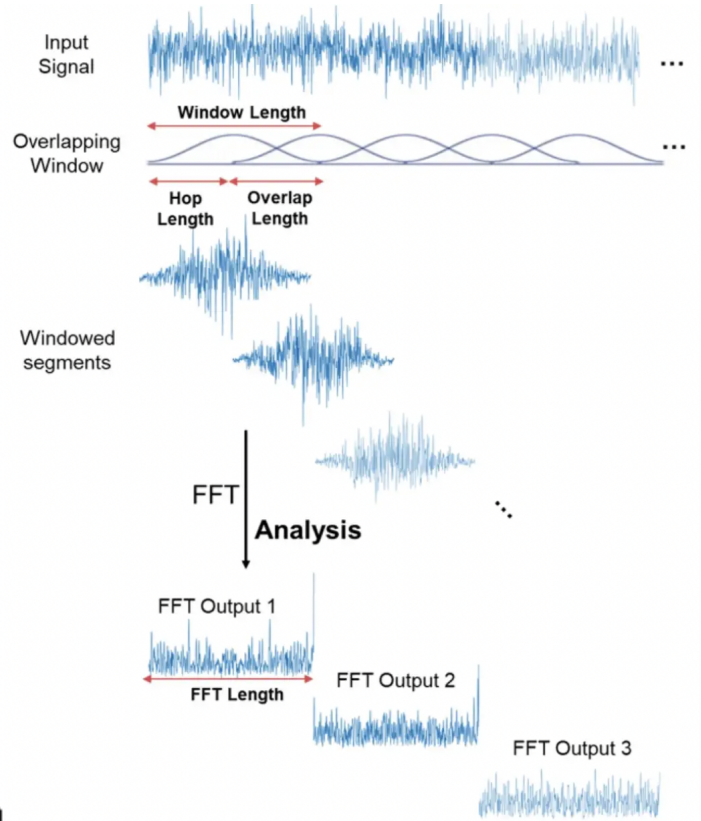 Input
Signal
...
Window Length
Overlapping
Window
...
Hop
Length
Overlap
Length
Windowed
segments
...
FFT
Analysis
FFT Output 1
FFT Length
FFT Output 2
FFT Output 3